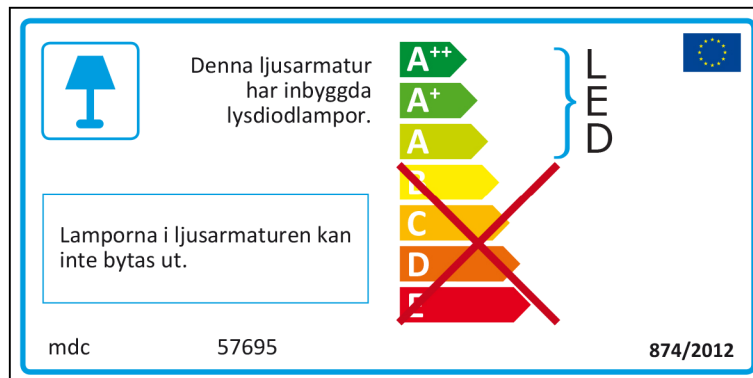 Denna ljusarmatur
har inbyggda
lysdiodlampor.
A++
A+
A
B
C
D
E
L
E
D
Lamporna i ljusarmaturen kan
inte bytas ut.
mdc 57695
874/2012